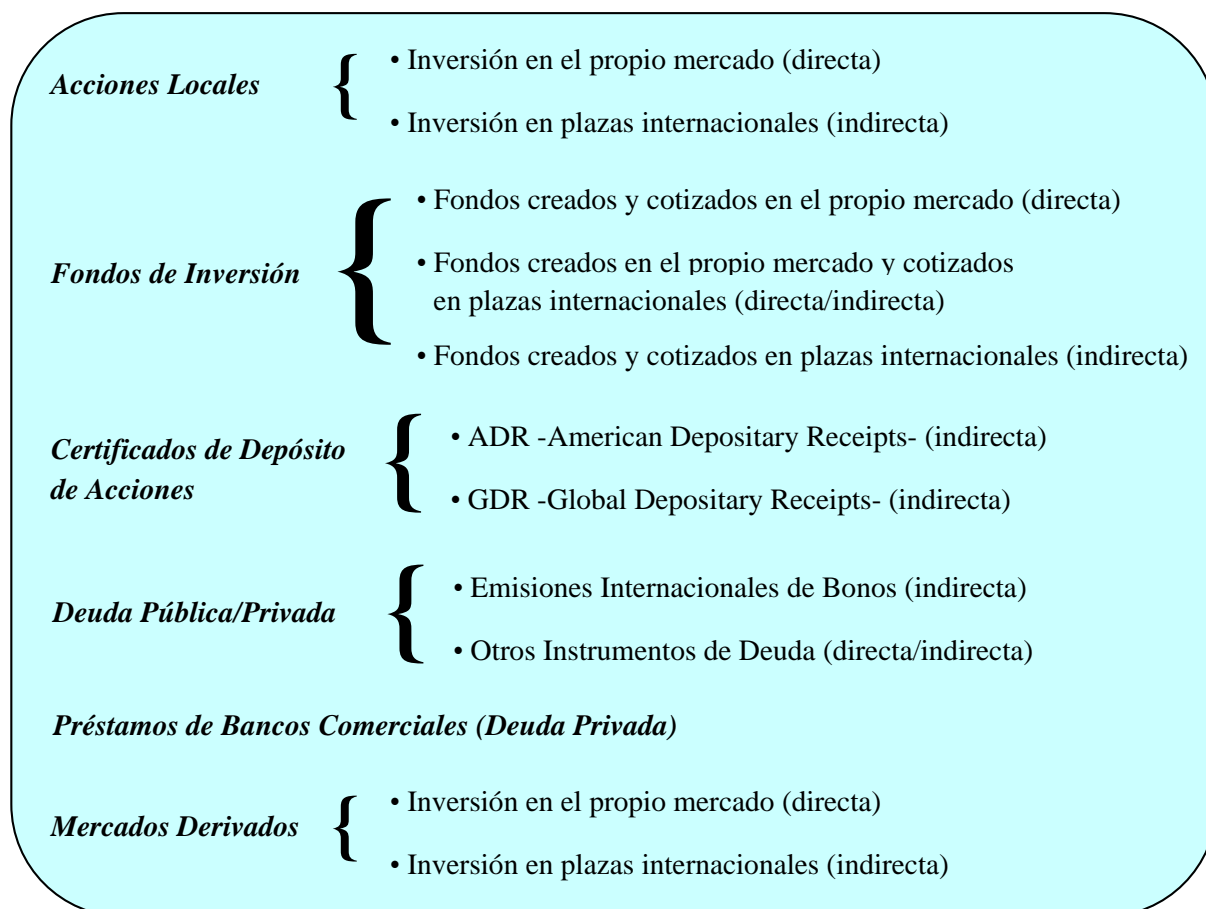 Acciones Locales
• Inversión en el propio mercado (directa)
• Inversión en plazas internacionales (indirecta)
Fondos de Inversión
• Fondos creados y cotizados en el propio mercado (directa)
• Fondos creados en el propio mercado y cotizados
en plazas internacionales (directa/indirecta)
• Fondos creados y cotizados en plazas internacionales (indirecta)
Certificados de Depósito
de Acciones
• ADR -American Depositary Receipts- (indirecta)
• GDR -Global Depositary Receipts- (indirecta)
Deuda Pública/Privada
• Emisiones Internacionales de Bonos (indirecta)
• Otros Instrumentos de Deuda (directa/indirecta)
Préstamos de Bancos Comerciales (Deuda Privada)
Mercados Derivados
• Inversión en el propio mercado (directa)
• Inversión en plazas internacionales (indirecta)